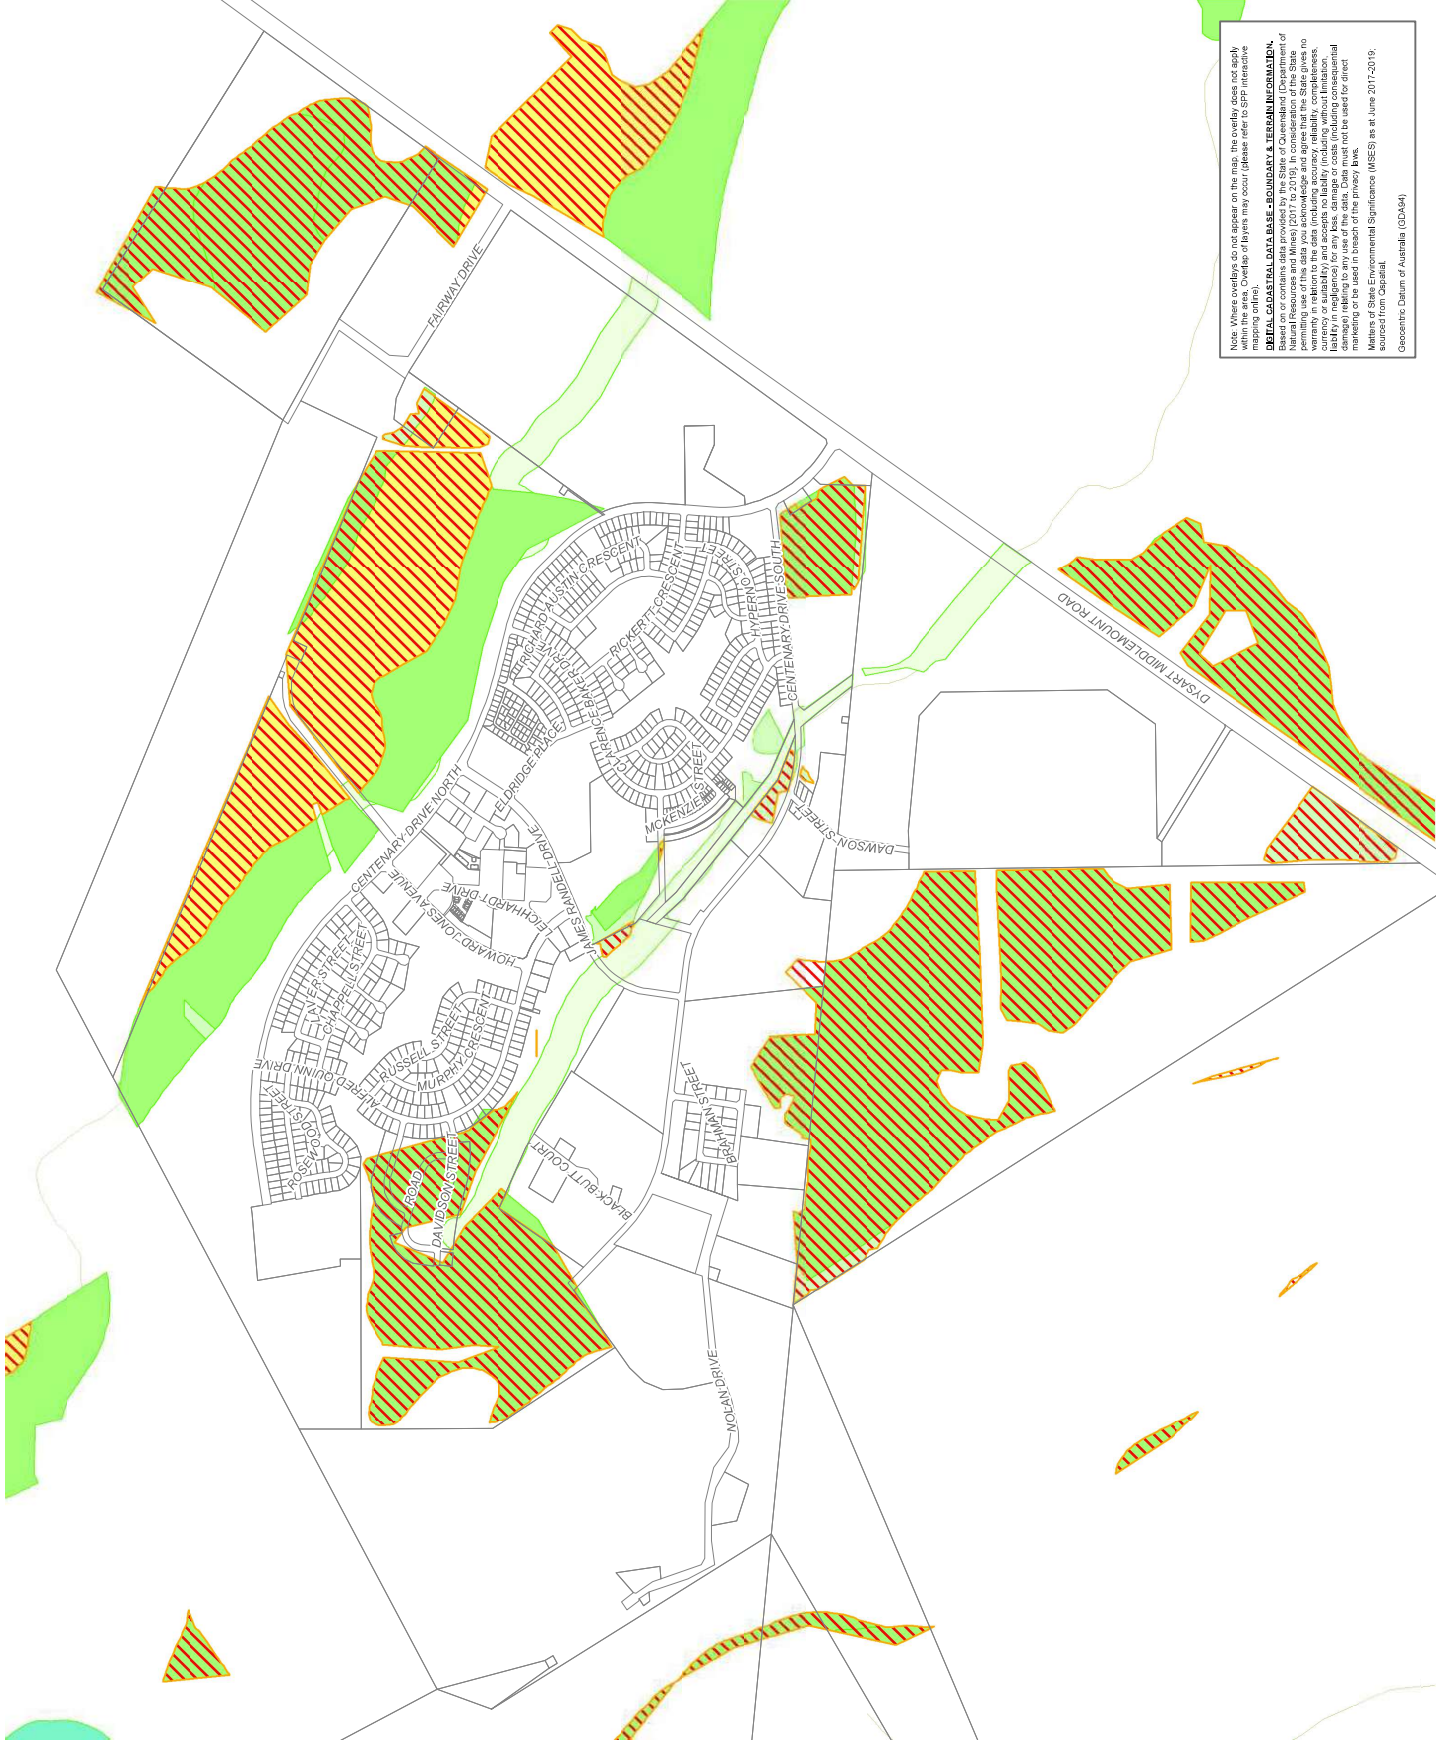 Note: Where overlays do not appear on the map, the overlay does not apply
within the area. Overlap of layers may occur (please refer to SPP interactive
mapping online).
DIGITAL CADASTRAL DATA BASE - BOUNDARY & TERRAIN INFORMATION.
Based on or contains data provided by the State of Queensland (Department of
Natural Resources and Mines) [2017 to 2019]. In consideration of the State
permitting use of this data you acknowledge and agree that the State gives no
warranty in relation to the data (including accuracy, reliability, completeness,
currency or suitability) and accepts no liability (including without limitation,
liability in negligence) for any loss, damage or costs (including consequential
damage) relating to any use of the data. Data must not be used for direct
marketing or be used in breach of the privacy laws.
Matters of State Environmental Significance (MSES) as at June 2017-2019,
sourced from Qspatial.
Geocentric Datum of Australia (GDA94)
FAIRWAY DRIVE
RICHARD AUSTIN CRESCENT
RICKERTT CRESCENT
HYPERNO STREET
CENTENARY DRIVE SOUTH
CLARENCE BAKER DRIVE
DYSART MIDDLEMOUNT ROAD
ELDRIDGE PLACE
MCKENZIE STREET
CENTENARY DRIVE NORTH
DAWSON STREET
JAMES RANDELL DRIVE
LEICHHARDT DRIVE
HOWARD JONES AVENUE
CHAPPELL STREET
RUSSELL STREET
MURPHY CRESCENT
ALFRED QUINN DRIVE
ROSEWOOD STREET
ROAD
DAVIDSON STREET
BLACK BUTT COURT
BRAHMAN STREET
NOLAN DRIVE